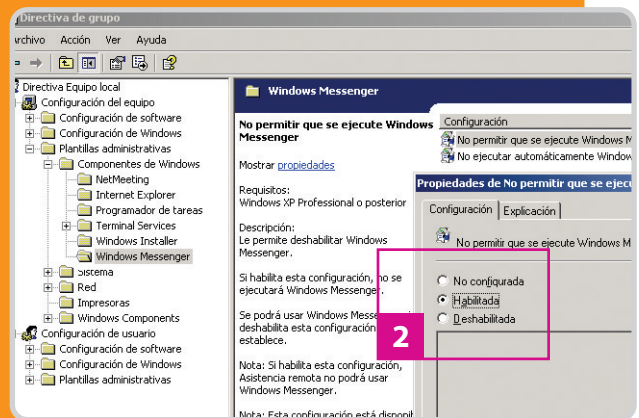 Directiva de grupo
Archivo Acción Ver Ayuda
Directiva Equipo local
Configuración del equipo
Configuración de software
Configuración de Windows
Plantillas administrativas
Componentes de Windows
NetMeeting
Internet Explorer
Programador de tareas
Terminal Services
Windows Installer
Windows Messenger
Sistema
Red
Impresoras
Windows Components
Configuración de usuario
Configuración de software
Configuración de Windows
Plantillas administrativas
Windows Messenger
No permitir que se ejecute Windows
Messenger
Mostrar propiedades
Requisitos:
Windows XP Professional o posterior
Descripción:
Le permite deshabilitar Windows
Messenger.
Si habilita esta configuración, no se
ejecutará Windows Messenger.
Se podrá usar Windows Messe
deshabilita esta configuración
establece.
Nota: Si habilita esta configuración,
Asistencia remota no podrá usar
Windows Messenger.
Nota: Esta configuración está disponi
Configuración
No permitir que se ejecute Windows M
No ejecutar automáticamente Window
Propiedades de No permitir que se ejecu
Configuración Explicación
No permitir que se ejecute Windows M
No configurada
Habilitada
Deshabilitada
2